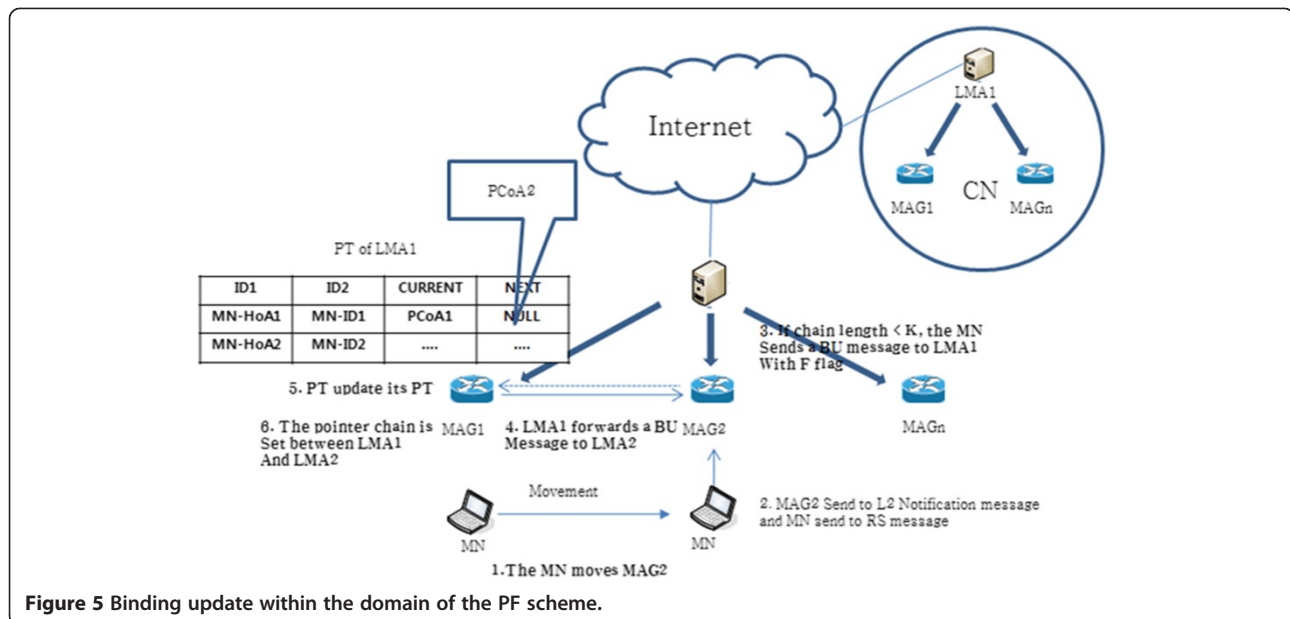 LMA1
Internet
MAG1
CN
MAGn
PCoA2
PT of LMA1
ID1 ID2 CURRENT NEXT
MN-HoA1 MN-ID1 PCoA1 NULL
MN-HoA2 MN-ID2 .... ....
3. If chain length < K, the MN
Sends a BU message to LMA1
With F flag
5. PT update its PT
MAG1
MAG2
MAGn
6. The pointer chain is
Set between LMA1
And LMA2
4. LMA1 forwards a BU
Message to LMA2
Movement
MN
MN
2. MAG2 Send to L2 Notification message
and MN send to RS message
1.The MN moves MAG2
Figure 5 Binding update within the domain of the PF scheme.